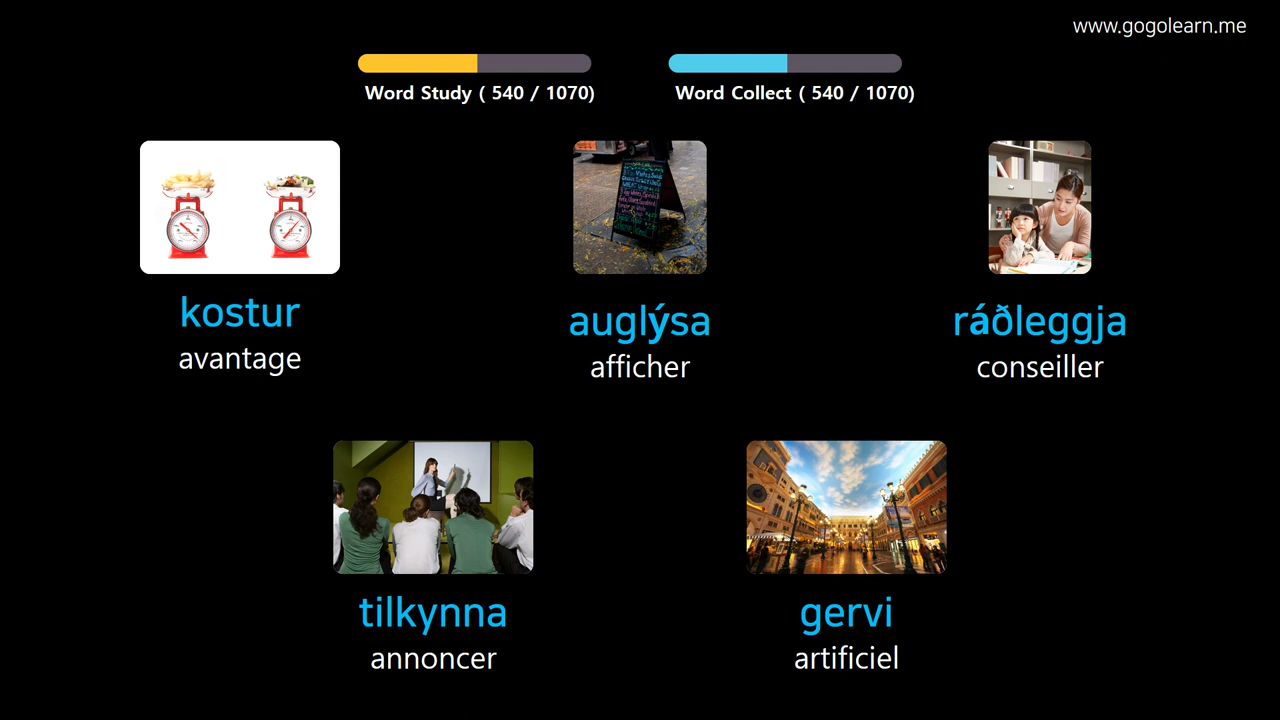 www.gogolearn.me
Word Study ( 540 / 1070)
Word Collect ( 540 / 1070)
kostur
avantage
auglýsa
afficher
ráðleggja
conseiller
tilkynna
annoncer
gervi
artificiel